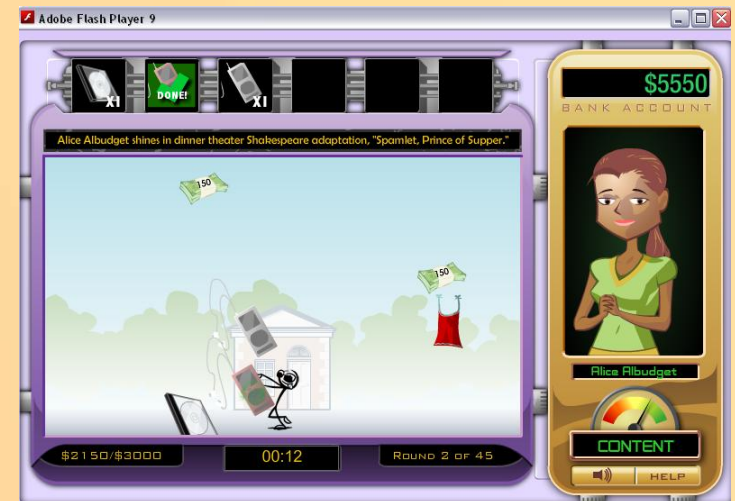 Adobe Flash Player 9
X1
DONE!
X1
$5550
BANK ACCOUNT
Alice Albudget shines in dinner theater Shakespeare adaptation, "Spamlet, Prince of Supper."
150
150
Alice Albudget
CONTENT
HELP
$2150/$3000
00:12
ROUND 2 OF 45